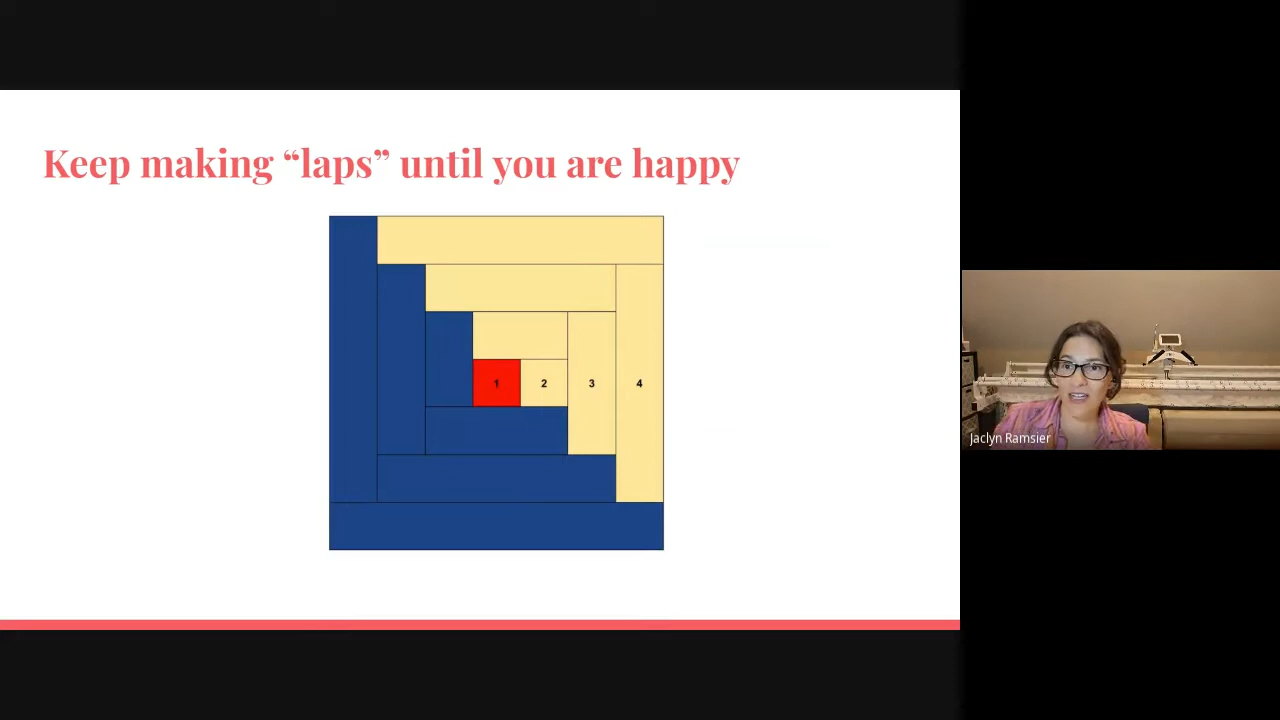 Keep making “laps” until you are happy
1 2 3 4
Jaclyn Ramsier